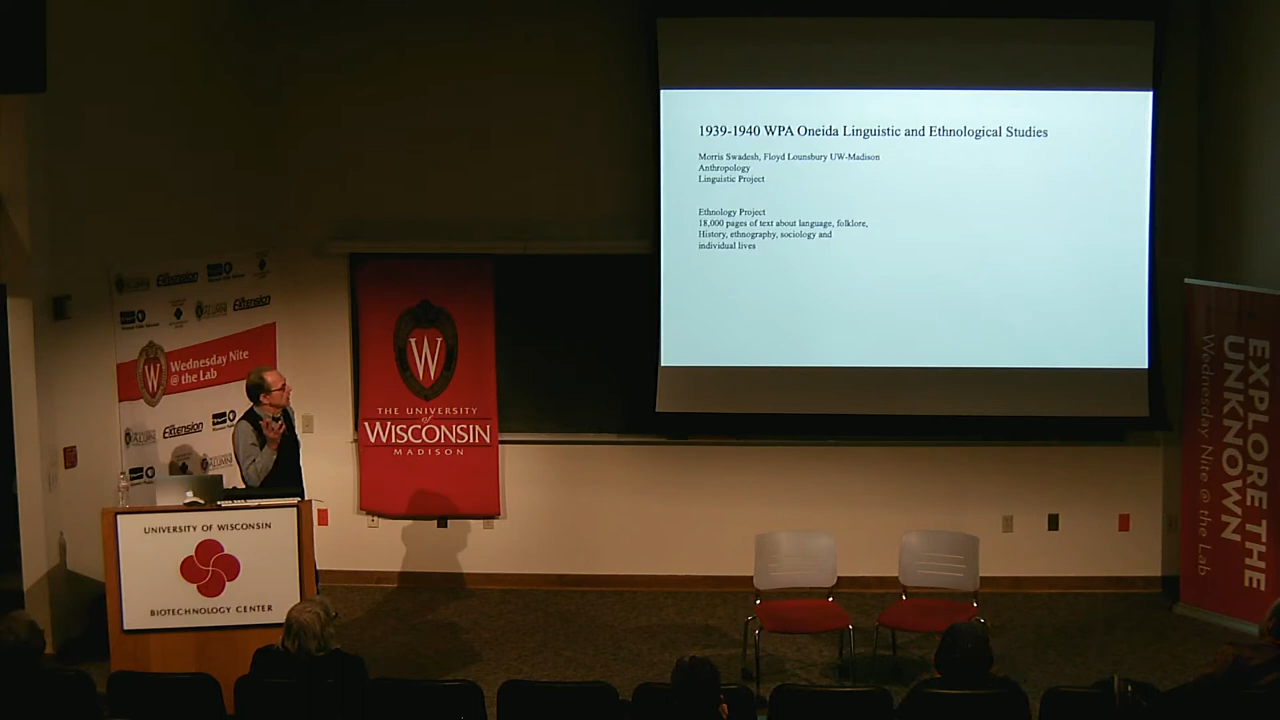 1939-1940 WPA Oneida Linguistic and Ethnological Studies
Morris Swadesh, Floyd Lounsbury UW-Madison
Anthropology
Linguistic Project
Ethnology Project
18,000 pages of text about language, folklore,
History, ethnography, sociology and
individual lives
Extension
Extension
Wednesday Nite
@ the Lab
W
Extension
W
THE UNIVERSITY
of
WISCONSIN
MADISON
UNIVERSITY OF WISCONSIN
BIOTECHNOLOGY CENTER
EXPLORE THE
UNKNOWN
Wednesday Nite @ the Lab